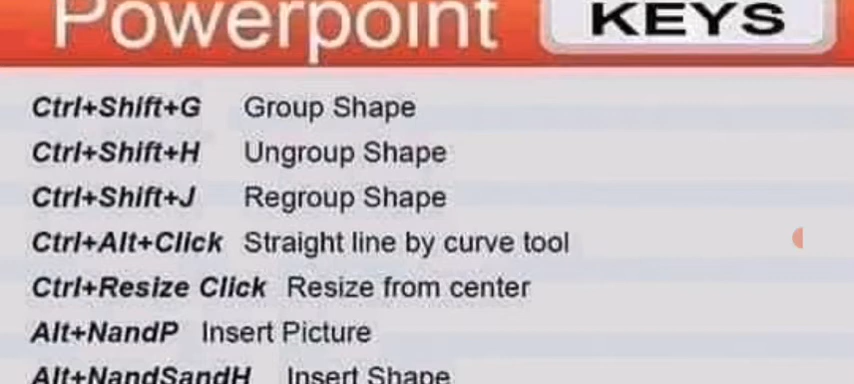 Powerpoint KEYS
Ctrl+Shift+G Group Shape
Ctrl+Shift+H Ungroup Shape
Ctrl+Shift+J Regroup Shape
Ctrl+Alt+Click Straight line by curve tool
Ctrl+Resize Click Resize from center
Alt+NandP Insert Picture
Alt+NandSandH Insert Shape